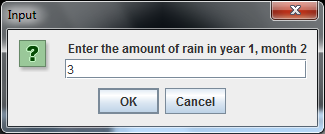 Input
Enter the amount of rain in year 1, month 2
3
OK Cancel